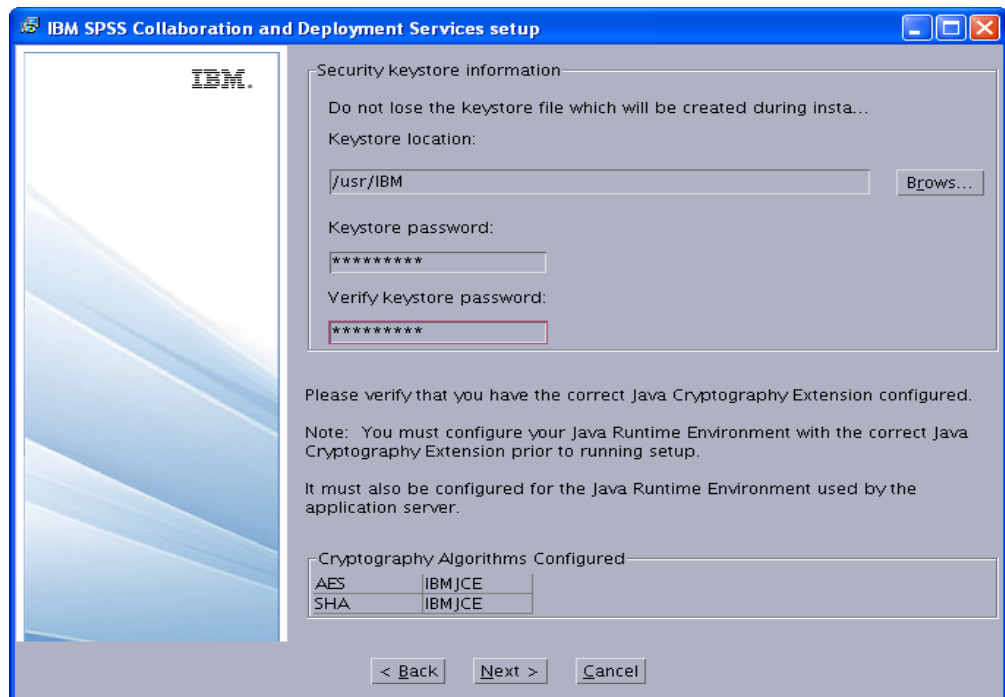 IBM SPSS Collaboration and Deployment Services setup
IBM.
Security keystore information
Do not lose the keystore file which will be created during insta...
Keystore location:
/usr/IBM
Brows...
Keystore password:
*********
Verify keystore password:
*********
Please verify that you have the correct Java Cryptography Extension configured.
Note: You must configure your Java Runtime Environment with the correct Java
Cryptography Extension prior to running setup.
It must also be configured for the Java Runtime Environment used by the
application server.
Cryptography Algorithms Configured
AES IBMJCE
SHA IBMJCE
< Back Next > Cancel